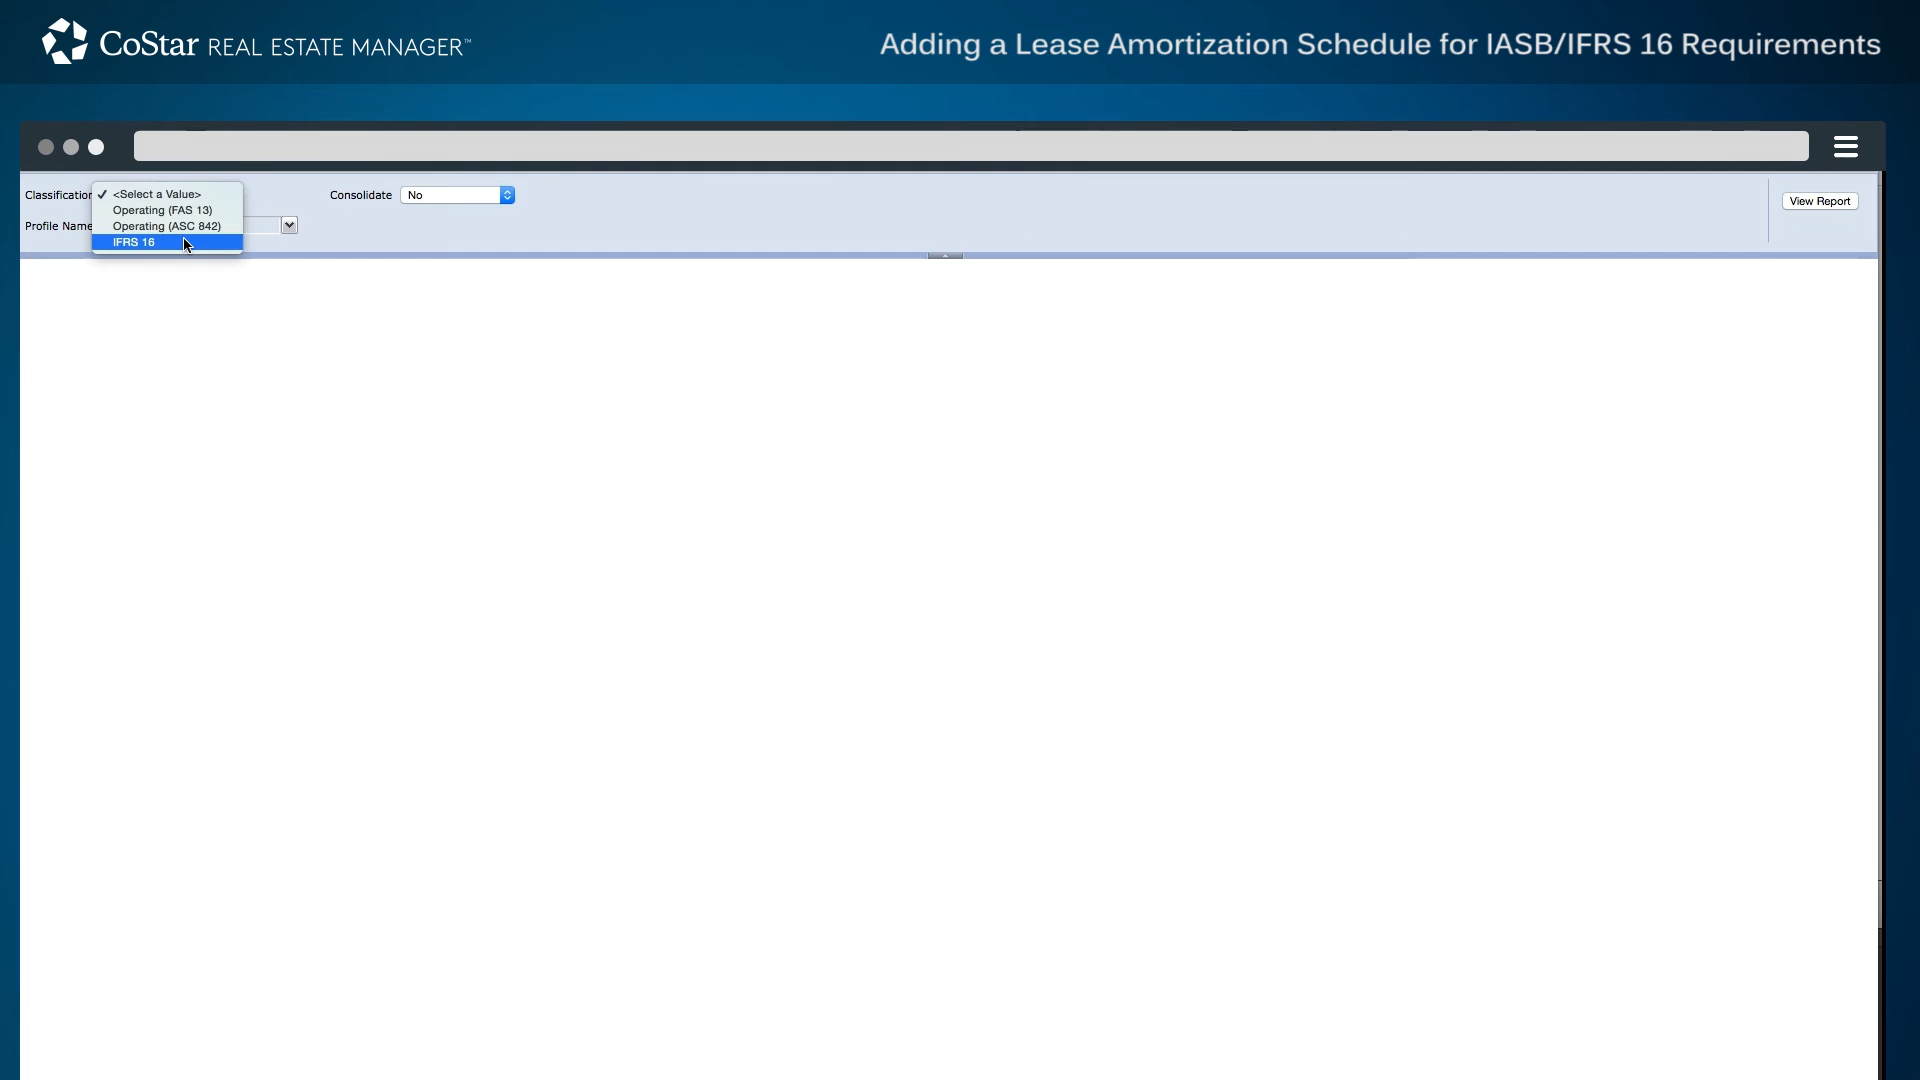 CoStar REAL ESTATE MANAGER™
Adding a Lease Amortization Schedule for IASB/IFRS 16 Requirements
Classification
✓ <Select a Value>
Operating (FAS 13)
Operating (ASC 842)
IFRS 16
Consolidate No
View Report
Profile Name